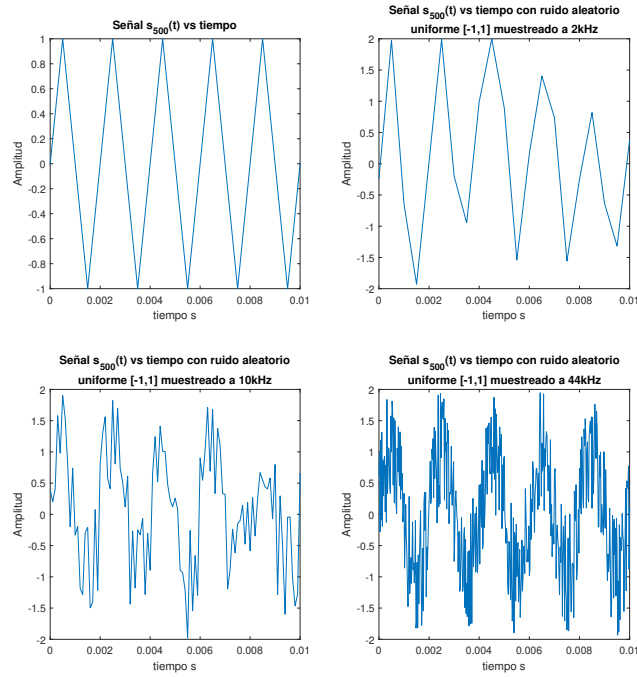 Señal s500(t) vs tiempo
1
0.8
0.6
0.4
0.2
0
-0.2
-0.4
-0.6
-0.8
-1
Amplitud
0 0.002 0.004 0.006 0.008 0.01
tiempo s
Señal s500(t) vs tiempo con ruido aleatorio
uniforme [-1,1] muestreado a 2kHz
2
1.5
1
0.5
0
-0.5
-1
-1.5
-2
Amplitud
0 0.002 0.004 0.006 0.008 0.01
tiempo s
Señal s500(t) vs tiempo con ruido aleatorio
uniforme [-1,1] muestreado a 10kHz
2
1.5
1
0.5
0
-0.5
-1
-1.5
-2
Amplitud
0 0.002 0.004 0.006 0.008 0.01
tiempo s
Señal s500(t) vs tiempo con ruido aleatorio
uniforme [-1,1] muestreado a 44kHz
2
1.5
1
0.5
0
-0.5
-1
-1.5
-2
Amplitud
0 0.002 0.004 0.006 0.008 0.01
tiempo s